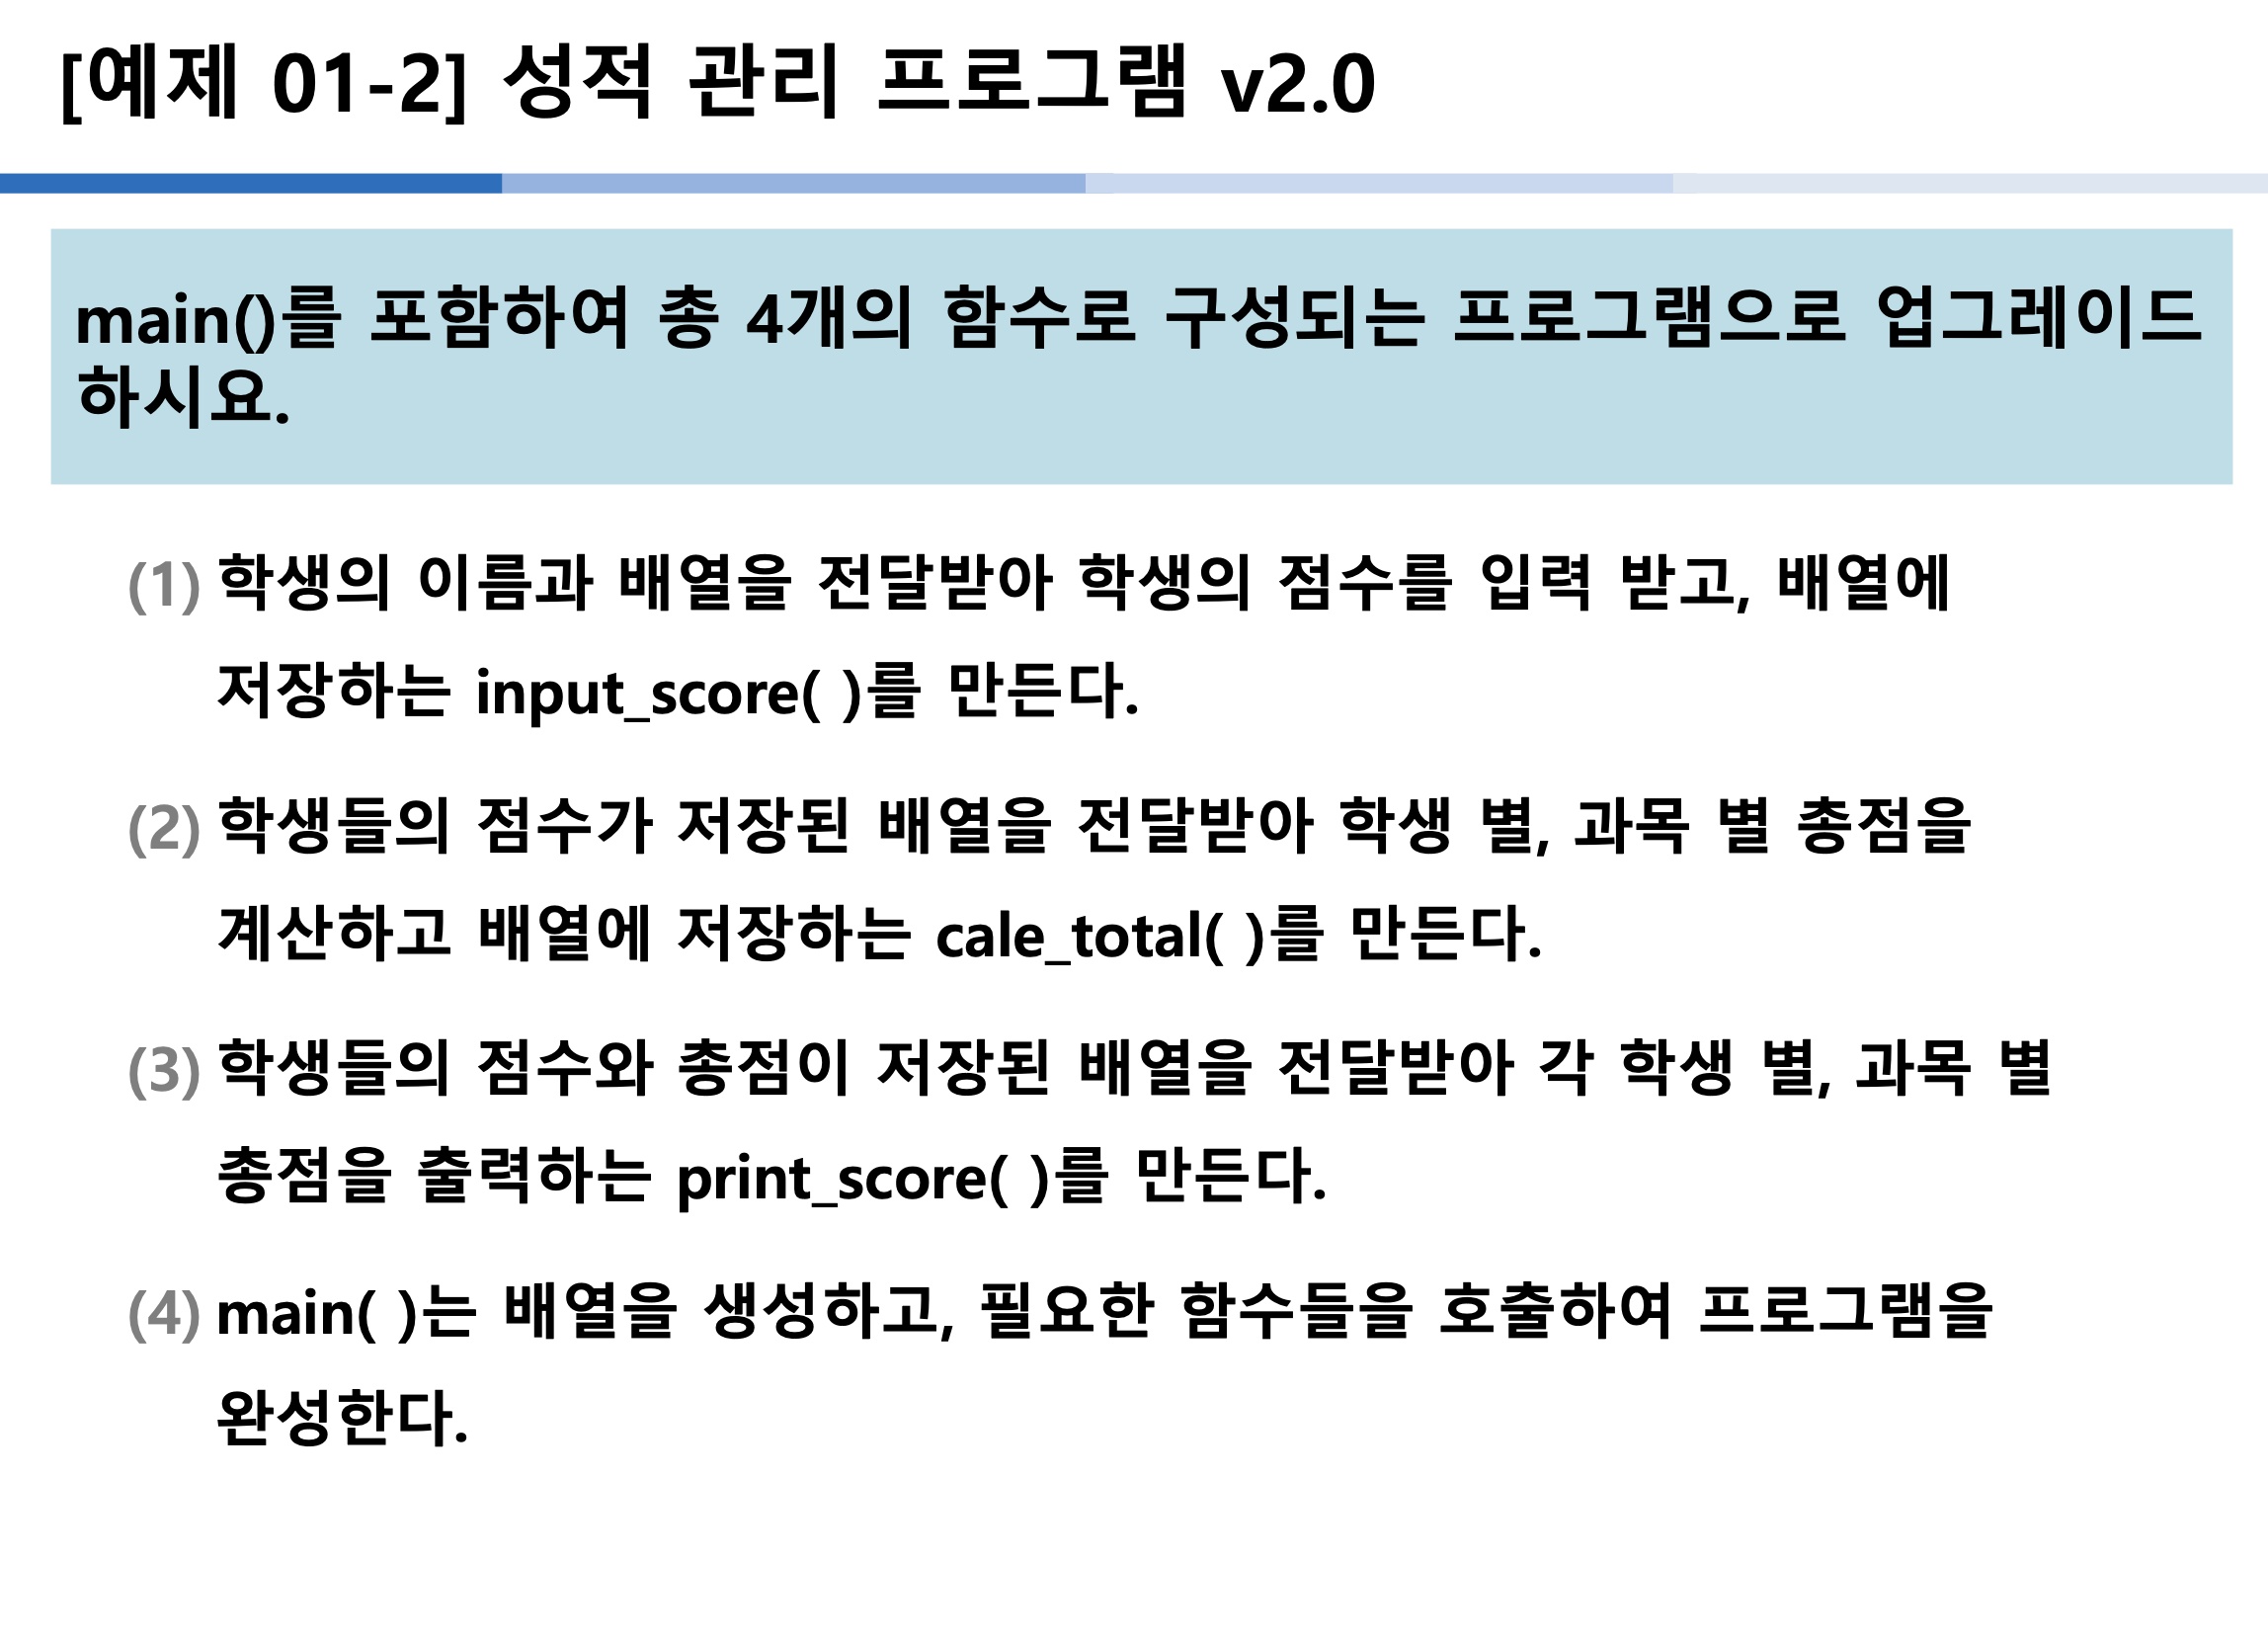 [예제 01-2] 성적 관리 프로그램 v2.0
main()를 포함하여 총 4개의 함수로 구성되는 프로그램으로 업그레이드
하시요.
(1) 학생의 이름과 배열을 전달받아 학생의 점수를 입력 받고, 배열에
저장하는 input_score( )를 만든다.
(2) 학생들의 점수가 저장된 배열을 전달받아 학생 별, 과목 별 총점을
계산하고 배열에 저장하는 cale_total( )를 만든다.
(3) 학생들의 점수와 총점이 저장된 배열을 전달받아 각 학생 별, 과목 별
총점을 출력하는 print_score( )를 만든다.
(4) main( )는 배열을 생성하고, 필요한 함수들을 호출하여 프로그램을
완성한다.